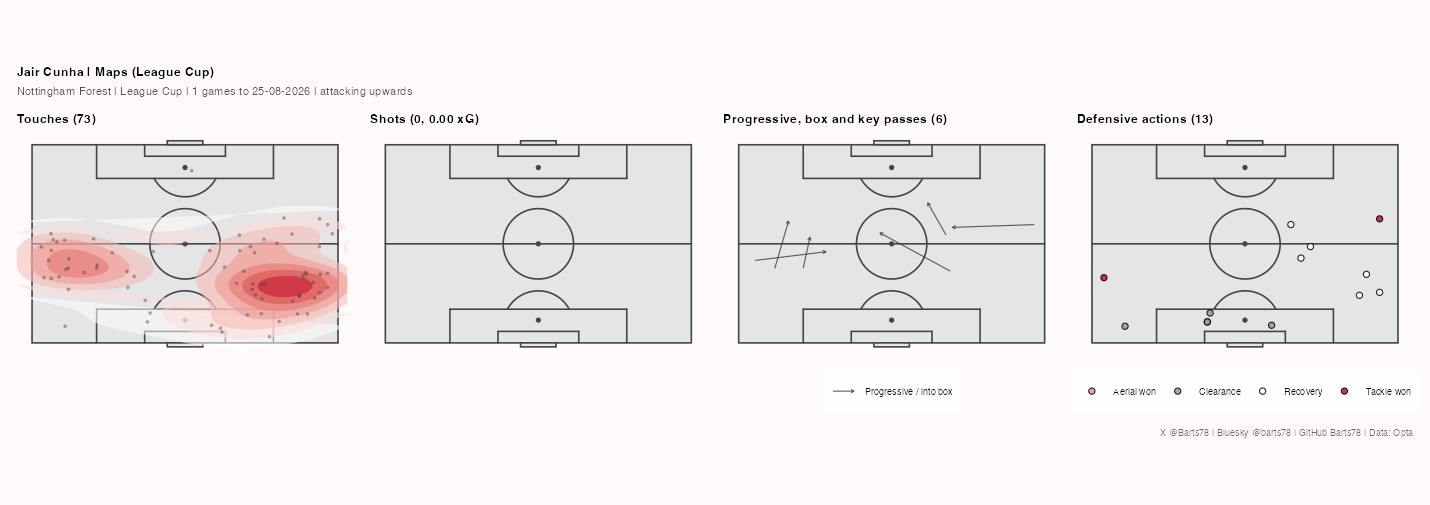 Jair Cunha | Maps (League Cup)
Nottingham Forest | League Cup | 1 games to 25-08-2026 | attacking upwards
Touches (73)
Shots (0, 0.00 xG)
Progressive, box and key passes (6)
Defensive actions (13)
Progressive / into box
Aerial won
Clearance
Recovery
Tackle won
X @Barts78 | Bluesky @barts78 | GitHub Barts78 | Data: Opta